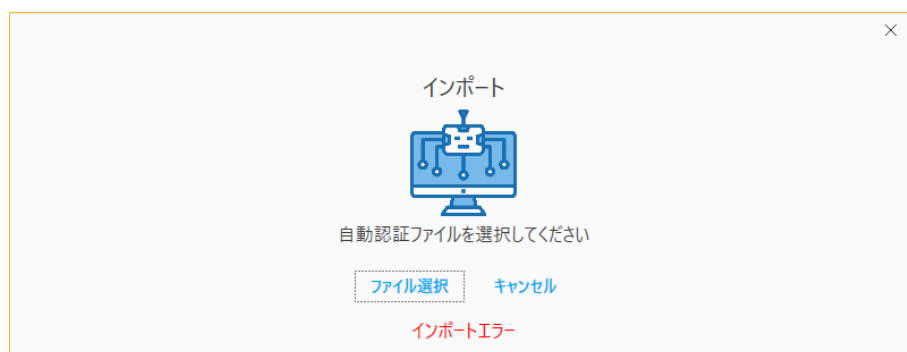 インポート
自動認証ファイルを選択してください
ファイル選択 キャンセル
インポートエラー